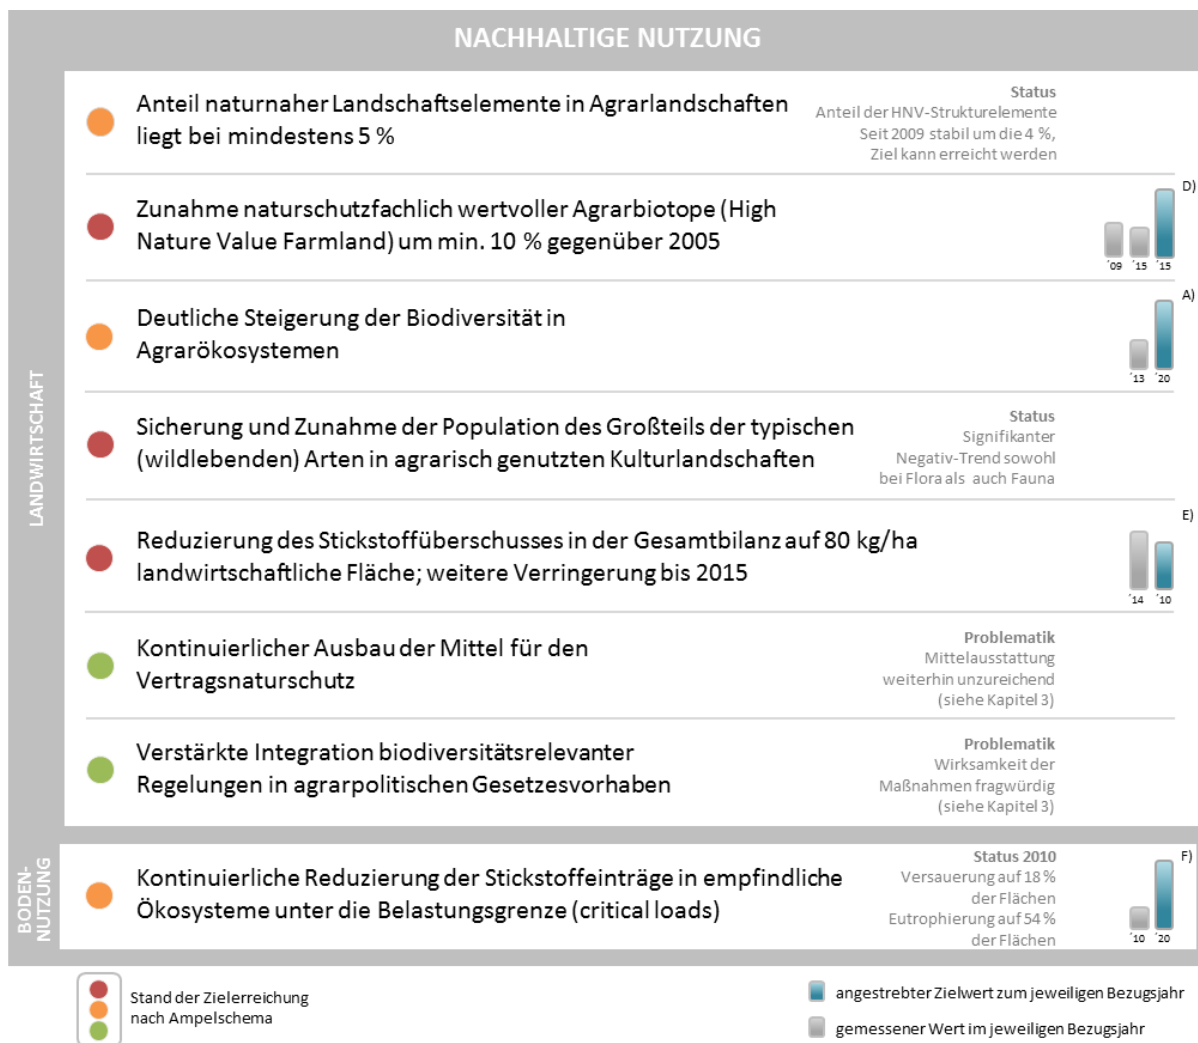 NACHHALTIGE NUTZUNG
LANDWIRTSCHAFT
Anteil naturnaher Landschaftselemente in Agrarlandschaften
liegt bei mindestens 5 %
Status
Anteil der HNV-Strukturelemente
Seit 2009 stabil um die 4 %,
Ziel kann erreicht werden
Zunahme naturschutzfachlich wertvoller Agrarbiotope (High
Nature Value Farmland) um min. 10 % gegenüber 2005
D)
´09 ´15 ´15
Deutliche Steigerung der Biodiversität in
Agrarökosystemen
A)
´13 ´20
Sicherung und Zunahme der Population des Großteils der typischen
(wildlebenden) Arten in agrarisch genutzten Kulturlandschaften
Status
Signifikanter
Negativ-Trend sowohl
bei Flora als auch Fauna
Reduzierung des Stickstoffüberschusses in der Gesamtbilanz auf 80 kg/ha
landwirtschaftliche Fläche; weitere Verringerung bis 2015
E)
´14 ´10
Kontinuierlicher Ausbau der Mittel für den
Vertragsnaturschutz
Problematik
Mittelausstattung
weiterhin unzureichend
(siehe Kapitel 3)
Verstärkte Integration biodiversitätsrelevanter
Regelungen in agrarpolitischen Gesetzesvorhaben
Problematik
Wirksamkeit der
Maßnahmen fragwürdig
(siehe Kapitel 3)
BODEN-
NUTZUNG
Kontinuierliche Reduzierung der Stickstoffeinträge in empfindliche
Ökosysteme unter die Belastungsgrenze (critical loads)
Status 2010
Versauerung auf 18 %
der Flächen
Eutrophierung auf 54 %
der Flächen
F)
´10 ´20
Stand der Zielerreichung
nach Ampelschema
angestrebter Zielwert zum jeweiligen Bezugsjahr
gemessener Wert im jeweiligen Bezugsjahr